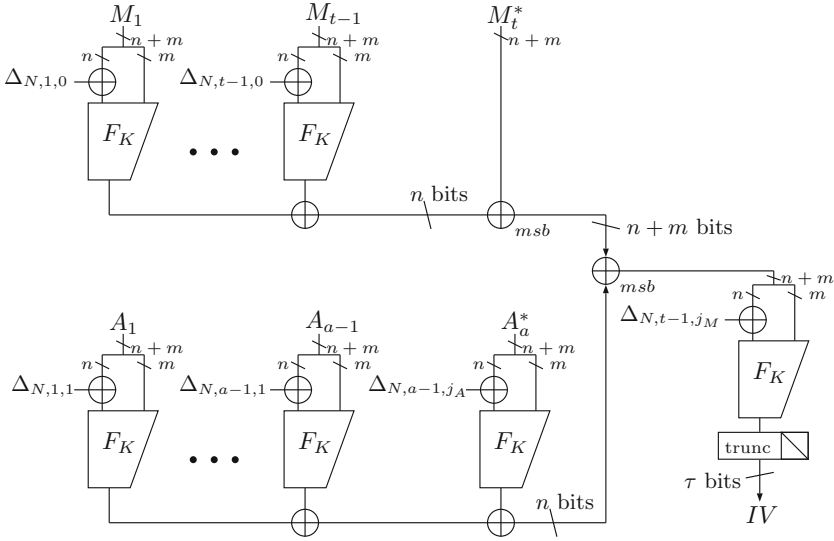 M_1 M_{t-1} M_t^*
n n+m m n n+m m n+m
Δ_{N,1,0} Δ_{N,t-1,0}
F_K F_K
n bits
msb n + m bits
msb n n+m m
Δ_{N,t-1,j_M}
A_1 A_{a-1} A_a^*
n n+m m n n+m m n n+m m
Δ_{N,1,1} Δ_{N,a-1,1} Δ_{N,a-1,j_A}
F_K
F_K F_K F_K
trunc
n bits τ bits
IV